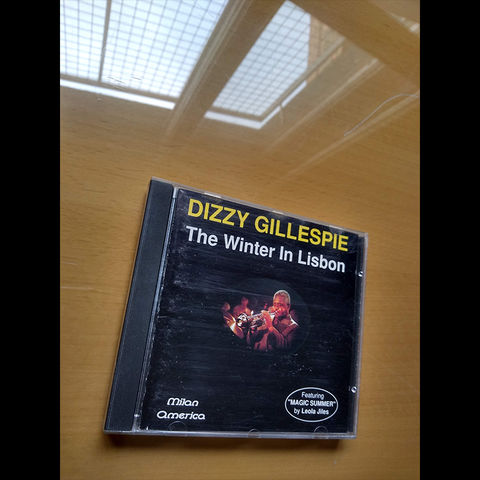 DIZZY GILLESPIE
The Winter In Lisbon
Milan
America
Featuring
"MAGIC SUMMER"
by Leola Jiles